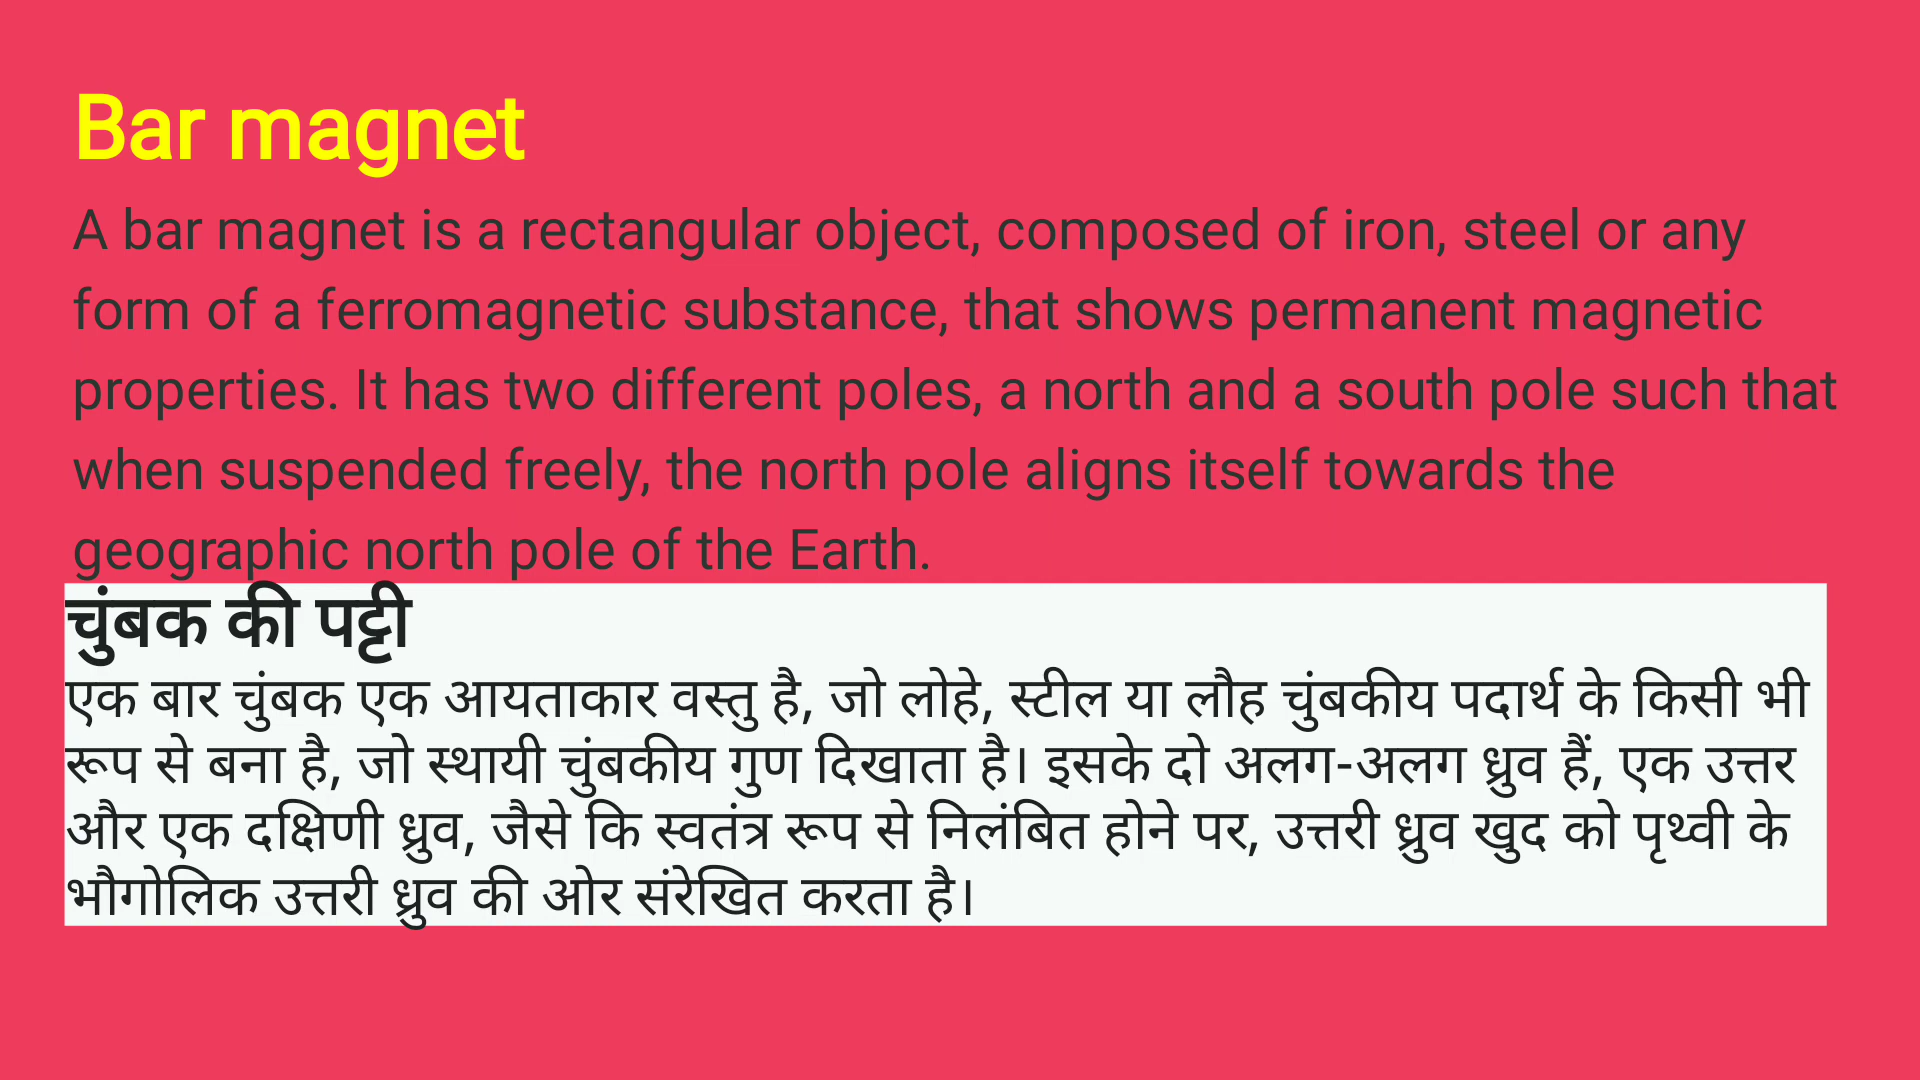 Bar magnet
A bar magnet is a rectangular object, composed of iron, steel or any
form of a ferromagnetic substance, that shows permanent magnetic
properties. It has two different poles, a north and a south pole such that
when suspended freely, the north pole aligns itself towards the
geographic north pole of the Earth.
चुंबक की पट्टी
एक बार चुंबक एक आयताकार वस्तु है, जो लोहे, स्टील या लौह चुंबकीय पदार्थ के किसी भी
रूप से बना है, जो स्थायी चुंबकीय गुण दिखाता है। इसके दो अलग-अलग ध्रुव हैं, एक उत्तर
और एक दक्षिणी ध्रुव, जैसे कि स्वतंत्र रूप से निलंबित होने पर, उत्तरी ध्रुव खुद को पृथ्वी के
भौगोलिक उत्तरी ध्रुव की ओर संरेखित करता है।